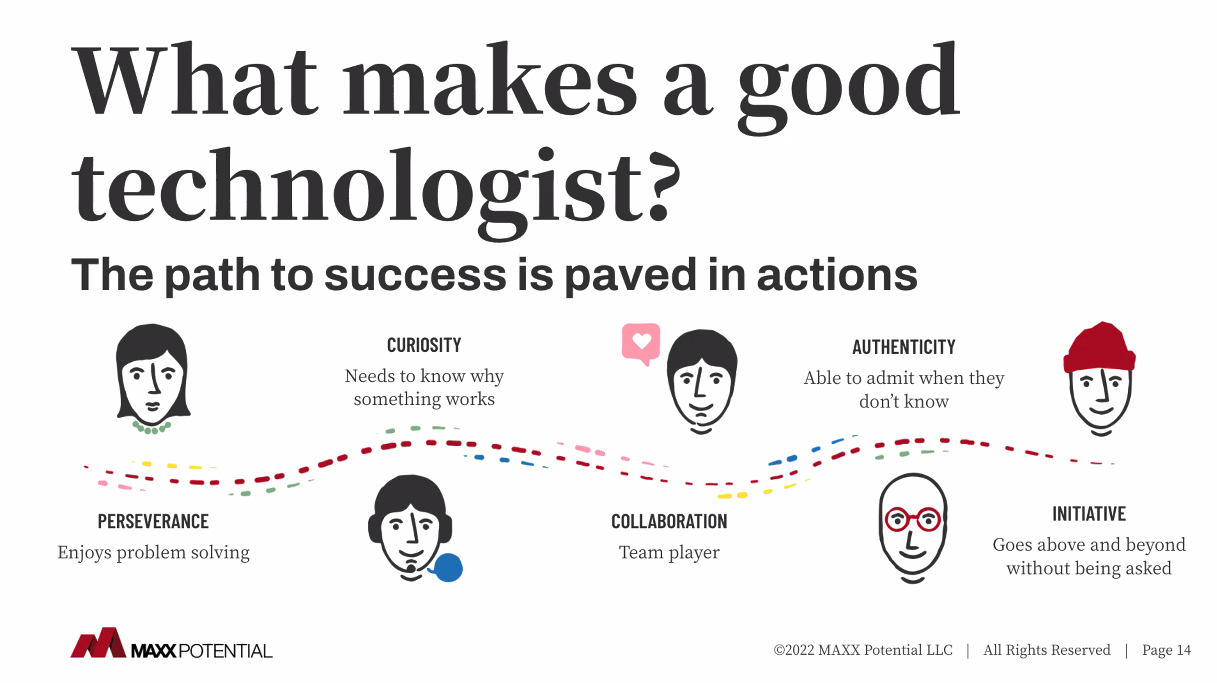 What makes a good
technologist?
The path to success is paved in actions
CURIOSITY
Needs to know why
something works
AUTHENTICITY
Able to admit when they
don’t know
PERSEVERANCE
Enjoys problem solving
COLLABORATION
Team player
INITIATIVE
Goes above and beyond
without being asked
MAXX POTENTIAL
©2022 MAXX Potential LLC | All Rights Reserved | Page 14